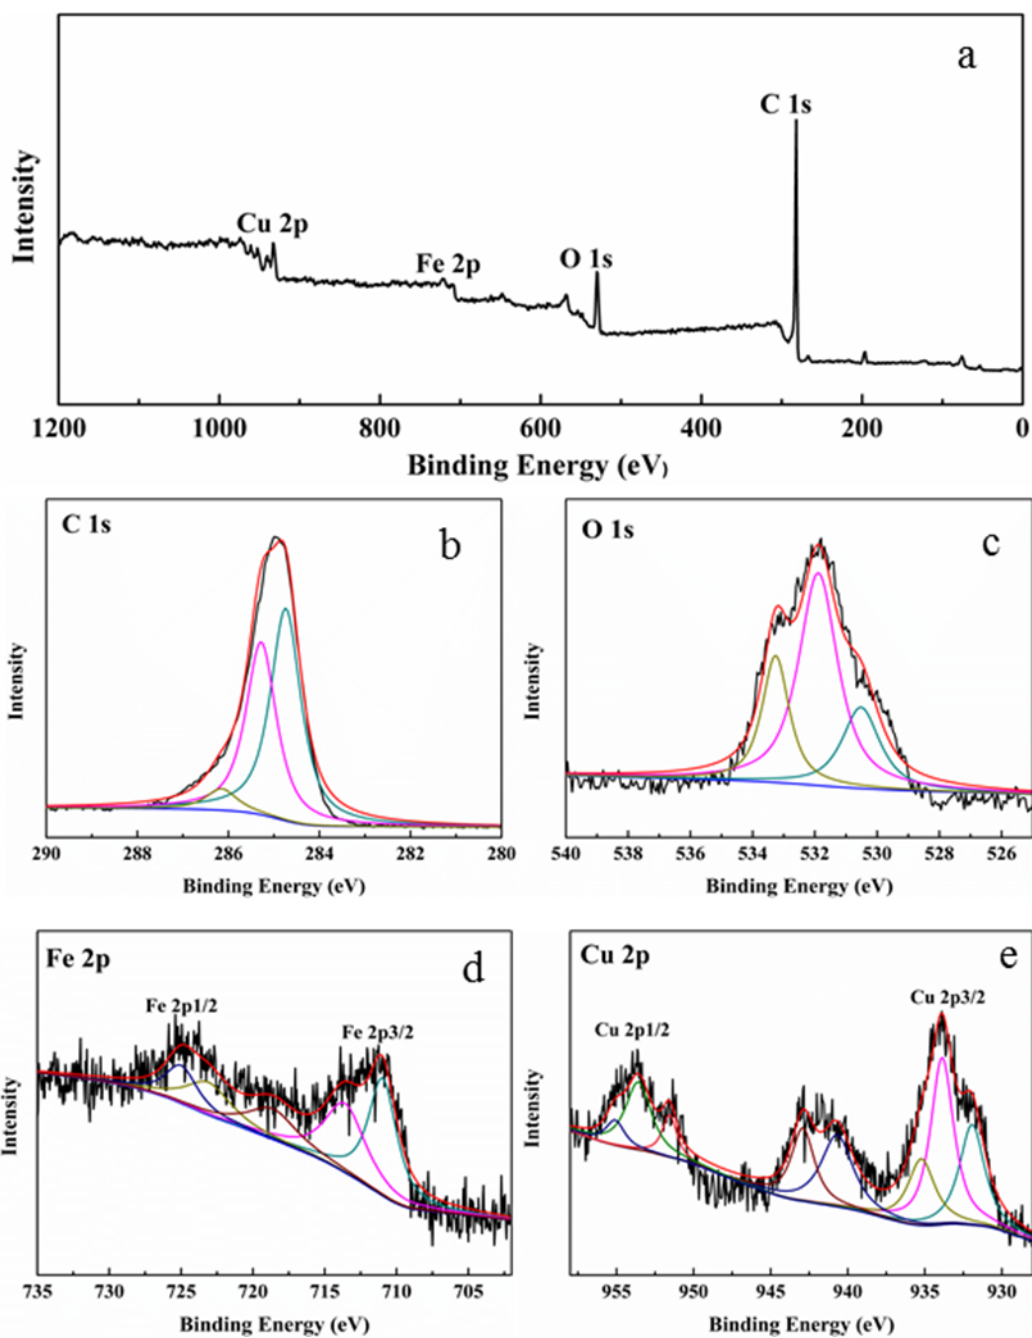 a
C 1s
Cu 2p
Fe 2p
O 1s
Intensity
1200 1000 800 600 400 200 0
Binding Energy (eV)
C 1s
b
Intensity
290 288 286 284 282 280
Binding Energy (eV)
O 1s
c
Intensity
540 538 536 534 532 530 528 526
Binding Energy (eV)
Fe 2p
d
Fe 2p1/2
Fe 2p3/2
Intensity
735 730 725 720 715 710 705
Binding Energy (eV)
Cu 2p
e
Cu 2p3/2
Cu 2p1/2
Intensity
955 950 945 940 935 930
Binding Energy (eV)